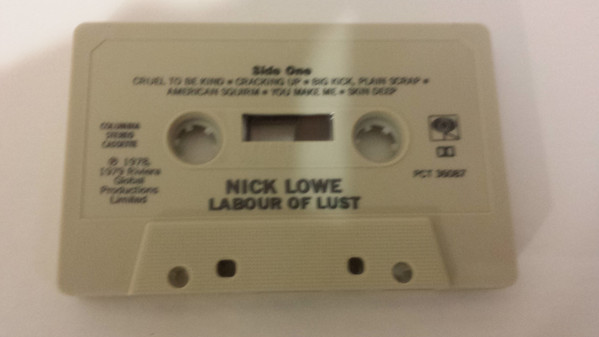 Side One
CRUEL TO BE KIND • CRACKING UP • BIG KICK, PLAIN SCRAP •
AMERICAN SQUIRM • YOU MAKE ME • SKIN DEEP
COLUMBIA
STEREO
CASSETTE
℗ 1978,
1979 Riviera
Global
Productions
Limited
PCT 36087
NICK LOWE
LABOUR OF LUST